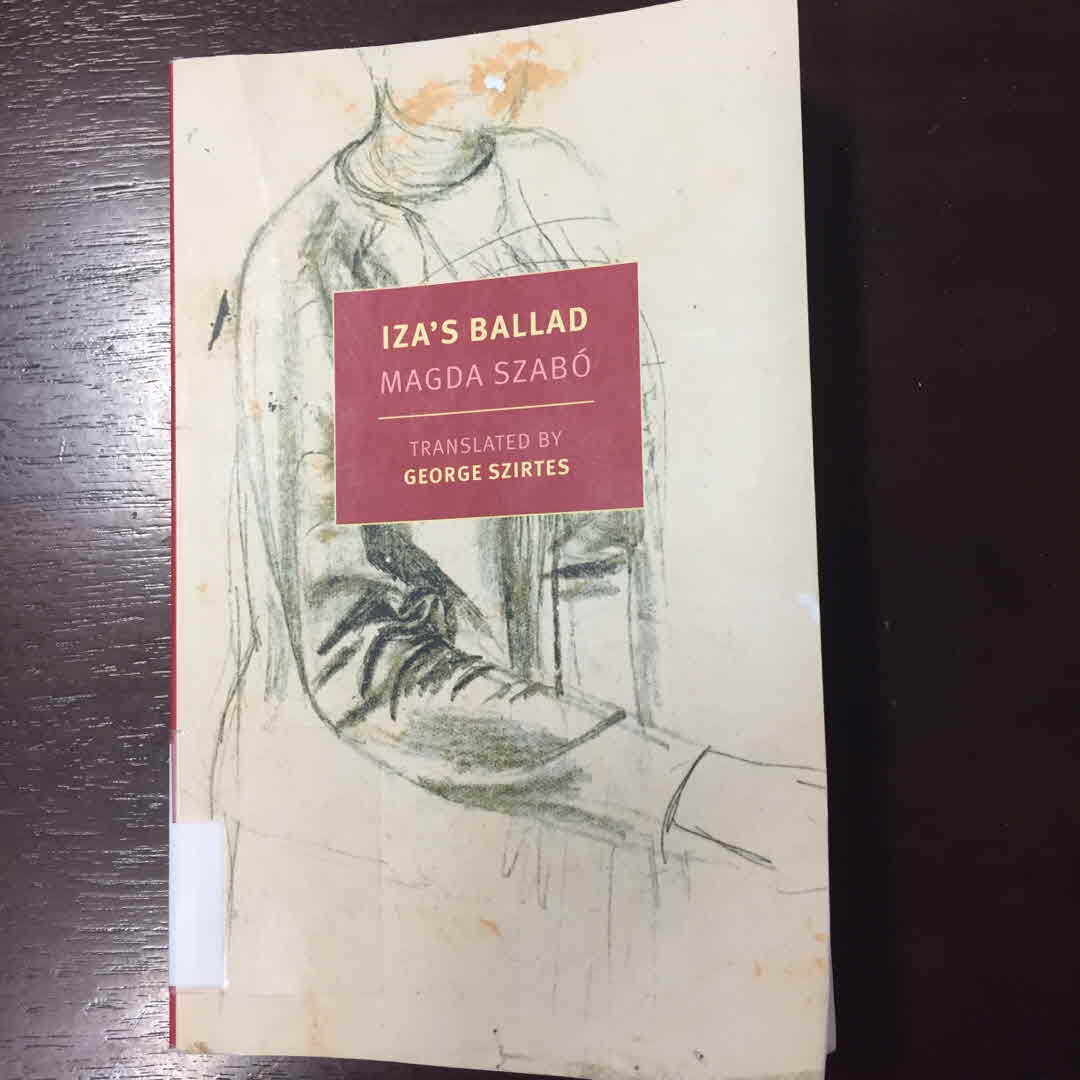 IZA'S BALLAD
MAGDA SZABÓ
TRANSLATED BY
GEORGE SZIRTES